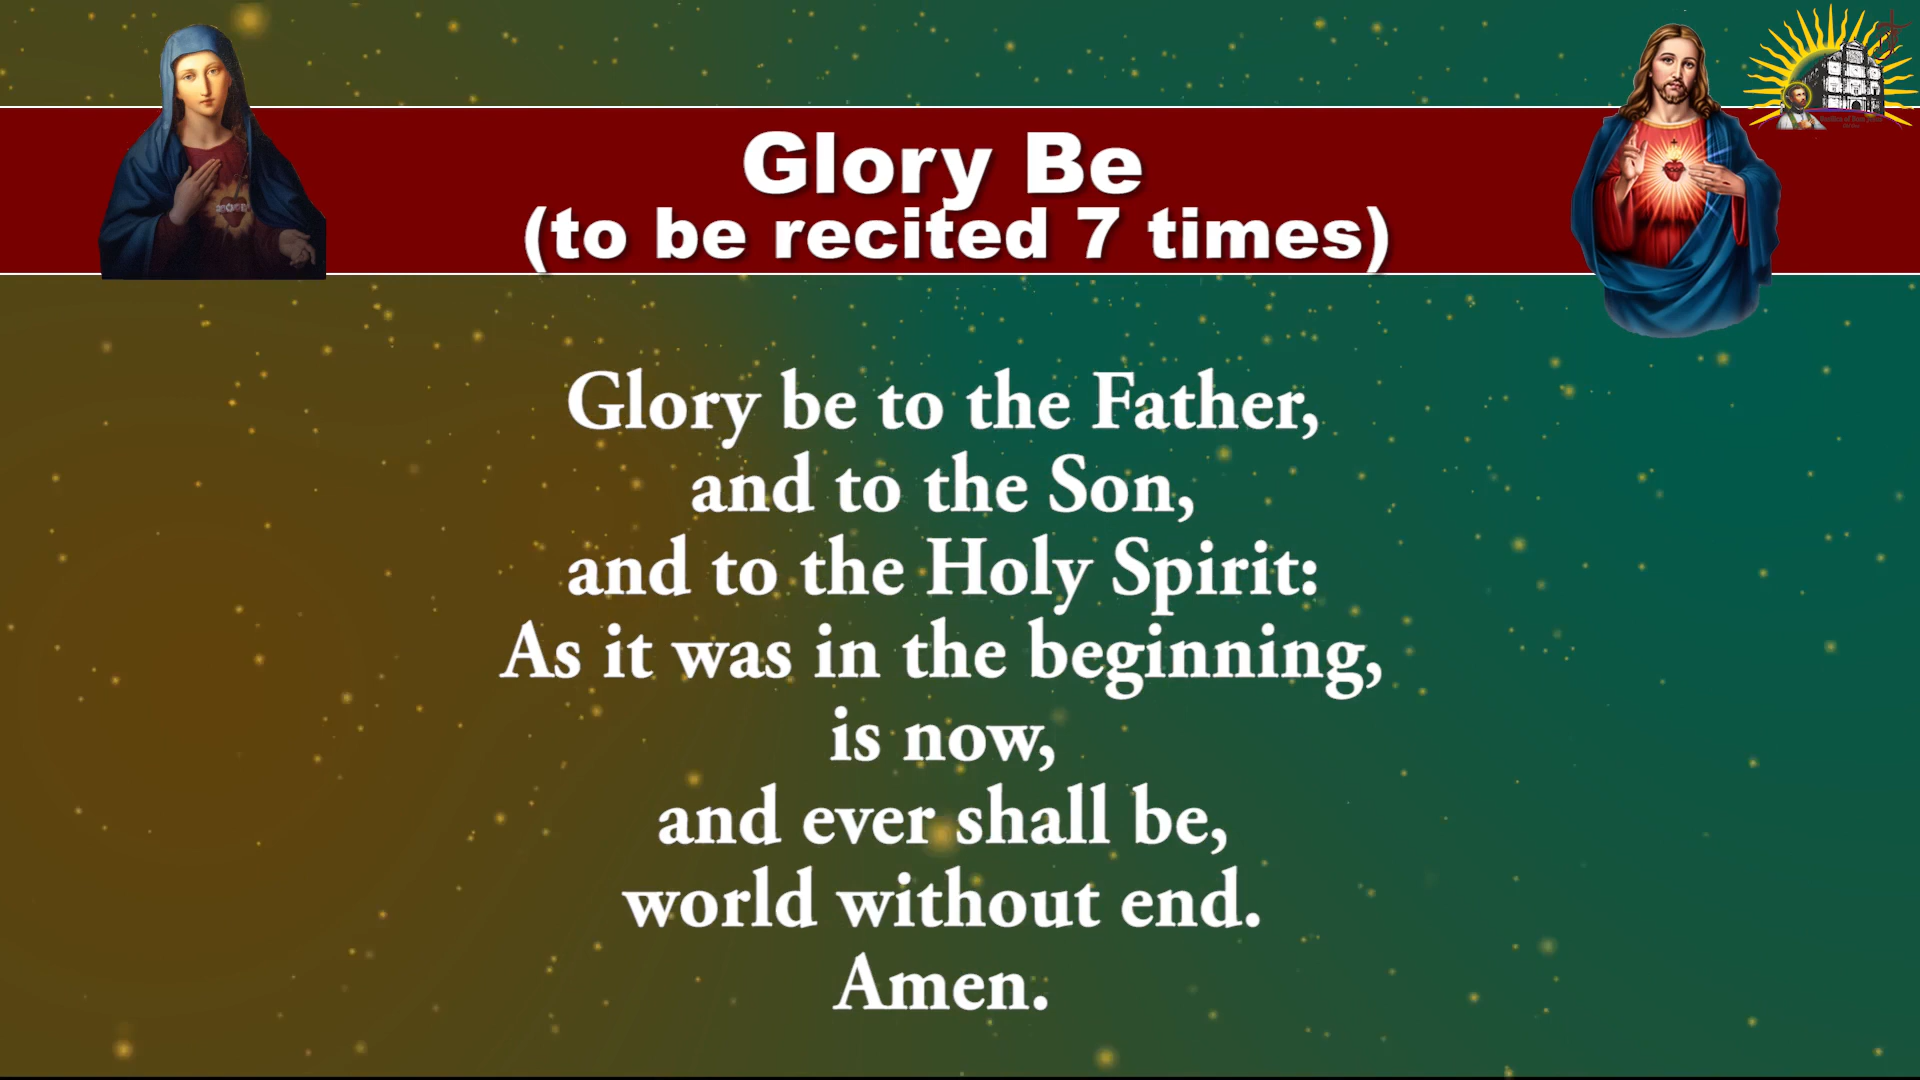 Glory Be
(to be recited 7 times)
Glory be to the Father,
and to the Son,
and to the Holy Spirit:
As it was in the beginning,
is now,
and ever shall be,
world without end.
Amen.